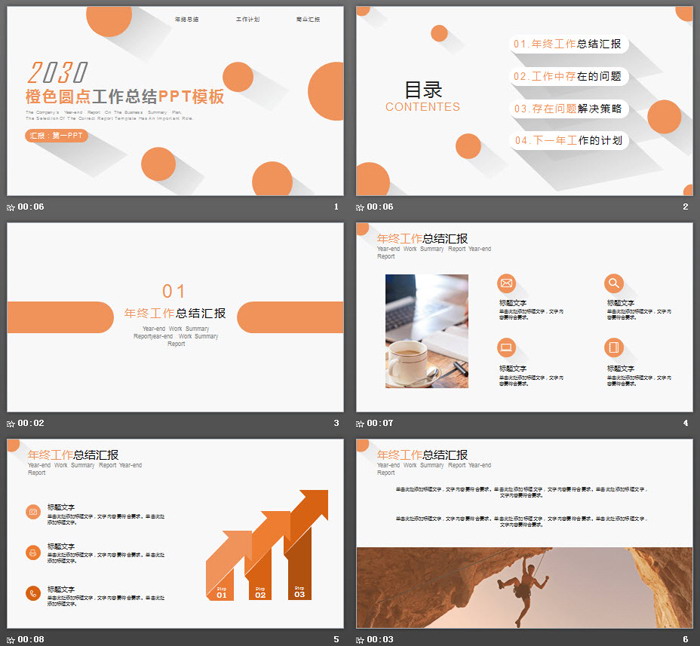 年终总结
工作计划
商业汇报
2030
橙色圆点工作总结PPT模板
The Company's Year-end Report On The Business Summary Plan,
The Selection Of The Correct Report Template Has An Important Role.
汇报：第一PPT
00:06
1
目录
CONTENTES
01.年终工作总结汇报
02.工作中存在的问题
03.存在问题解决策略
04.下一年工作的计划
00:06
2
01
年终工作总结汇报
Year-end Work Summary
Reportjear-end Work Summary
Report
00:02
3
年终工作总结汇报
Year-end Work Summary Report Year-end
Report
标题文字
单击此处添加标题文字，文字内
容要符合要求。
标题文字
单击此处添加标题文字，文字内
容要符合要求。
标题文字
单击此处添加标题文字，文字内
容要符合要求。
标题文字
单击此处添加标题文字，文字内
容要符合要求。
00:07
4
年终工作总结汇报
Year-end Work Summary Report Year-end
Report
标题文字
单击此处添加标题文字，文字内容要符合要求。单击此处
添加标题文字。
标题文字
单击此处添加标题文字，文字内容要符合要求。单击此处
添加标题文字。
标题文字
单击此处添加标题文字，文字内容要符合要求。单击此处
添加标题文字。
Step
01
Step
02
Step
03
00:08
5
年终工作总结汇报
Year-end Work Summary Report Year-end
Report
单击此处添加标题文字，文字内容要符合要求。单击此处添加标题文字，文字内容要符合要求。单击此处添加标题文字，
文字内容要符合要求。
单击此处添加标题文字，文字内容要符合要求。单击此处添加标题文字，文字内容要符合要求。单击此处添加标题文字，
文字内容要符合要求。
00:03
6